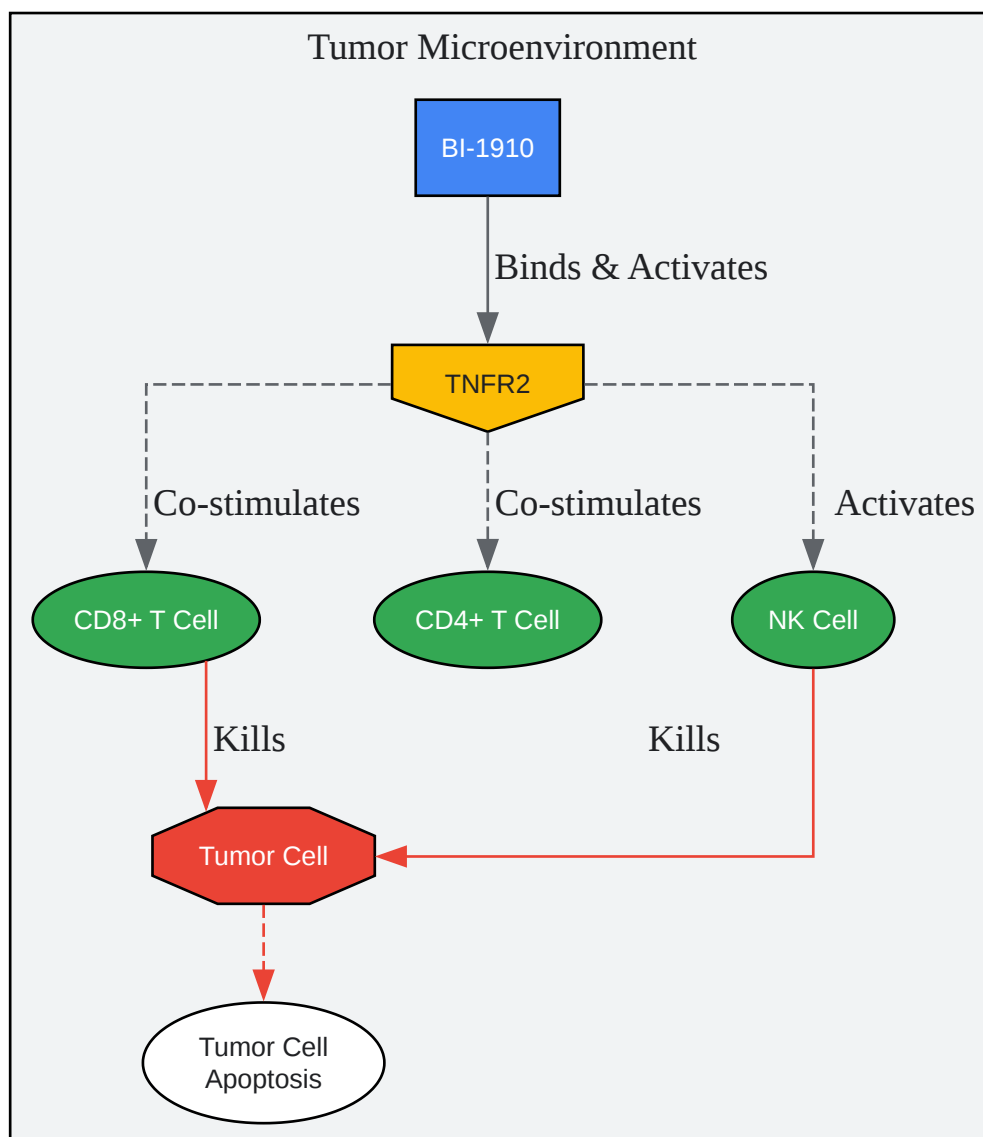 Tumor Microenvironment
BI-1910
Binds & Activates
TNFR2
Co-stimulates
Co-stimulates
Activates
CD8+ T Cell
CD4+ T Cell
NK Cell
Kills
Kills
Tumor Cell
Tumor Cell
Apoptosis